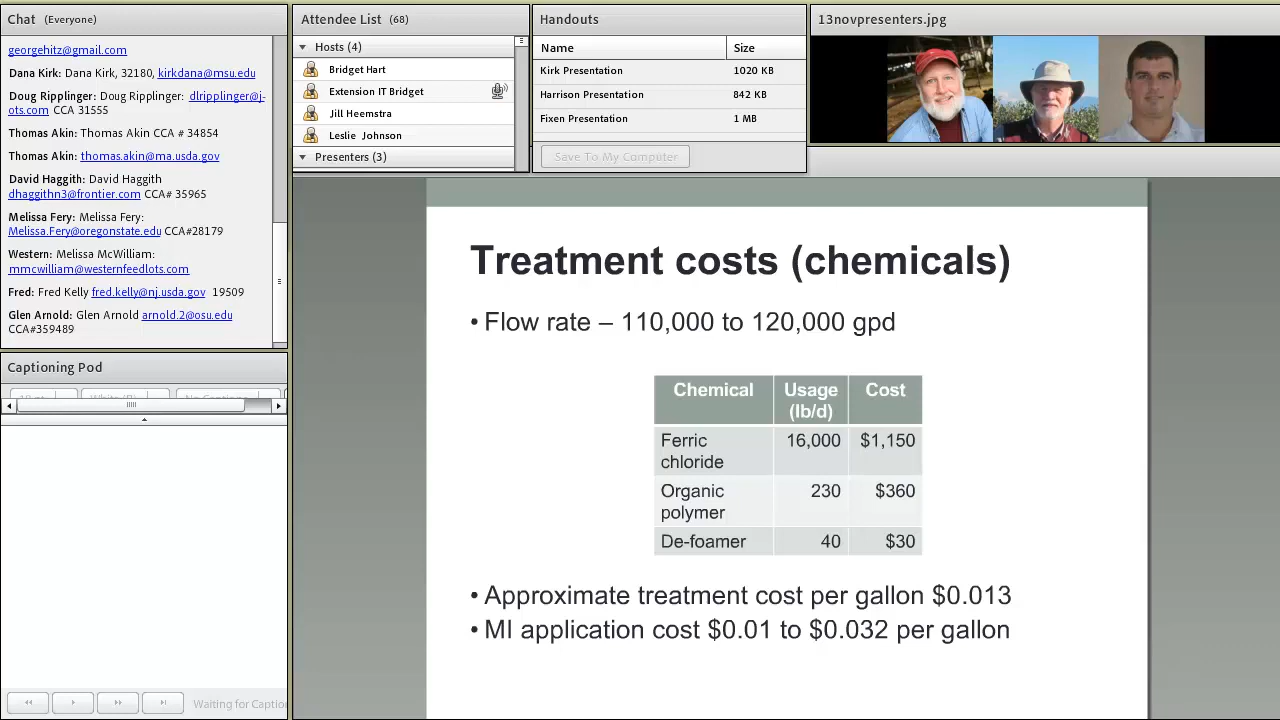 Chat (Everyone)
georgehitz@gmail.com
Dana Kirk: Dana Kirk, 32180, kirkdana@msu.edu
Doug Ripplinger: Doug Ripplinger: dlripplinger@j-
ots.com CCA 31555
Thomas Akin: Thomas Akin CCA # 34854
Thomas Akin: thomas.akin@ma.usda.gov
David Haggith: David Haggith
dhaggithn3@frontier.com CCA# 35965
Melissa Fery: Melissa Fery:
Melissa.Fery@oregonstate.edu CCA#28179
Western: Melissa McWilliam:
mmcwilliam@westernfeedlots.com
Fred: Fred Kelly fred.kelly@nj.usda.gov 19509
Glen Arnold: Glen Arnold arnold.2@osu.edu
CCA#359489
Captioning Pod
Waiting for Captio
Attendee List (68)
Hosts (4)
Bridget Hart
Extension IT Bridget
Jill Heemstra
Leslie Johnson
Presenters (3)
Handouts
Name Size
Kirk Presentation 1020 KB
Harrison Presentation 842 KB
Fixen Presentation 1 MB
Save To My Computer
13novpresenters.jpg
Treatment costs (chemicals)
• Flow rate – 110,000 to 120,000 gpd
Chemical Usage Cost
(lb/d)
Ferric 16,000 $1,150
chloride
Organic 230 $360
polymer
De-foamer 40 $30
• Approximate treatment cost per gallon $0.013
• MI application cost $0.01 to $0.032 per gallon